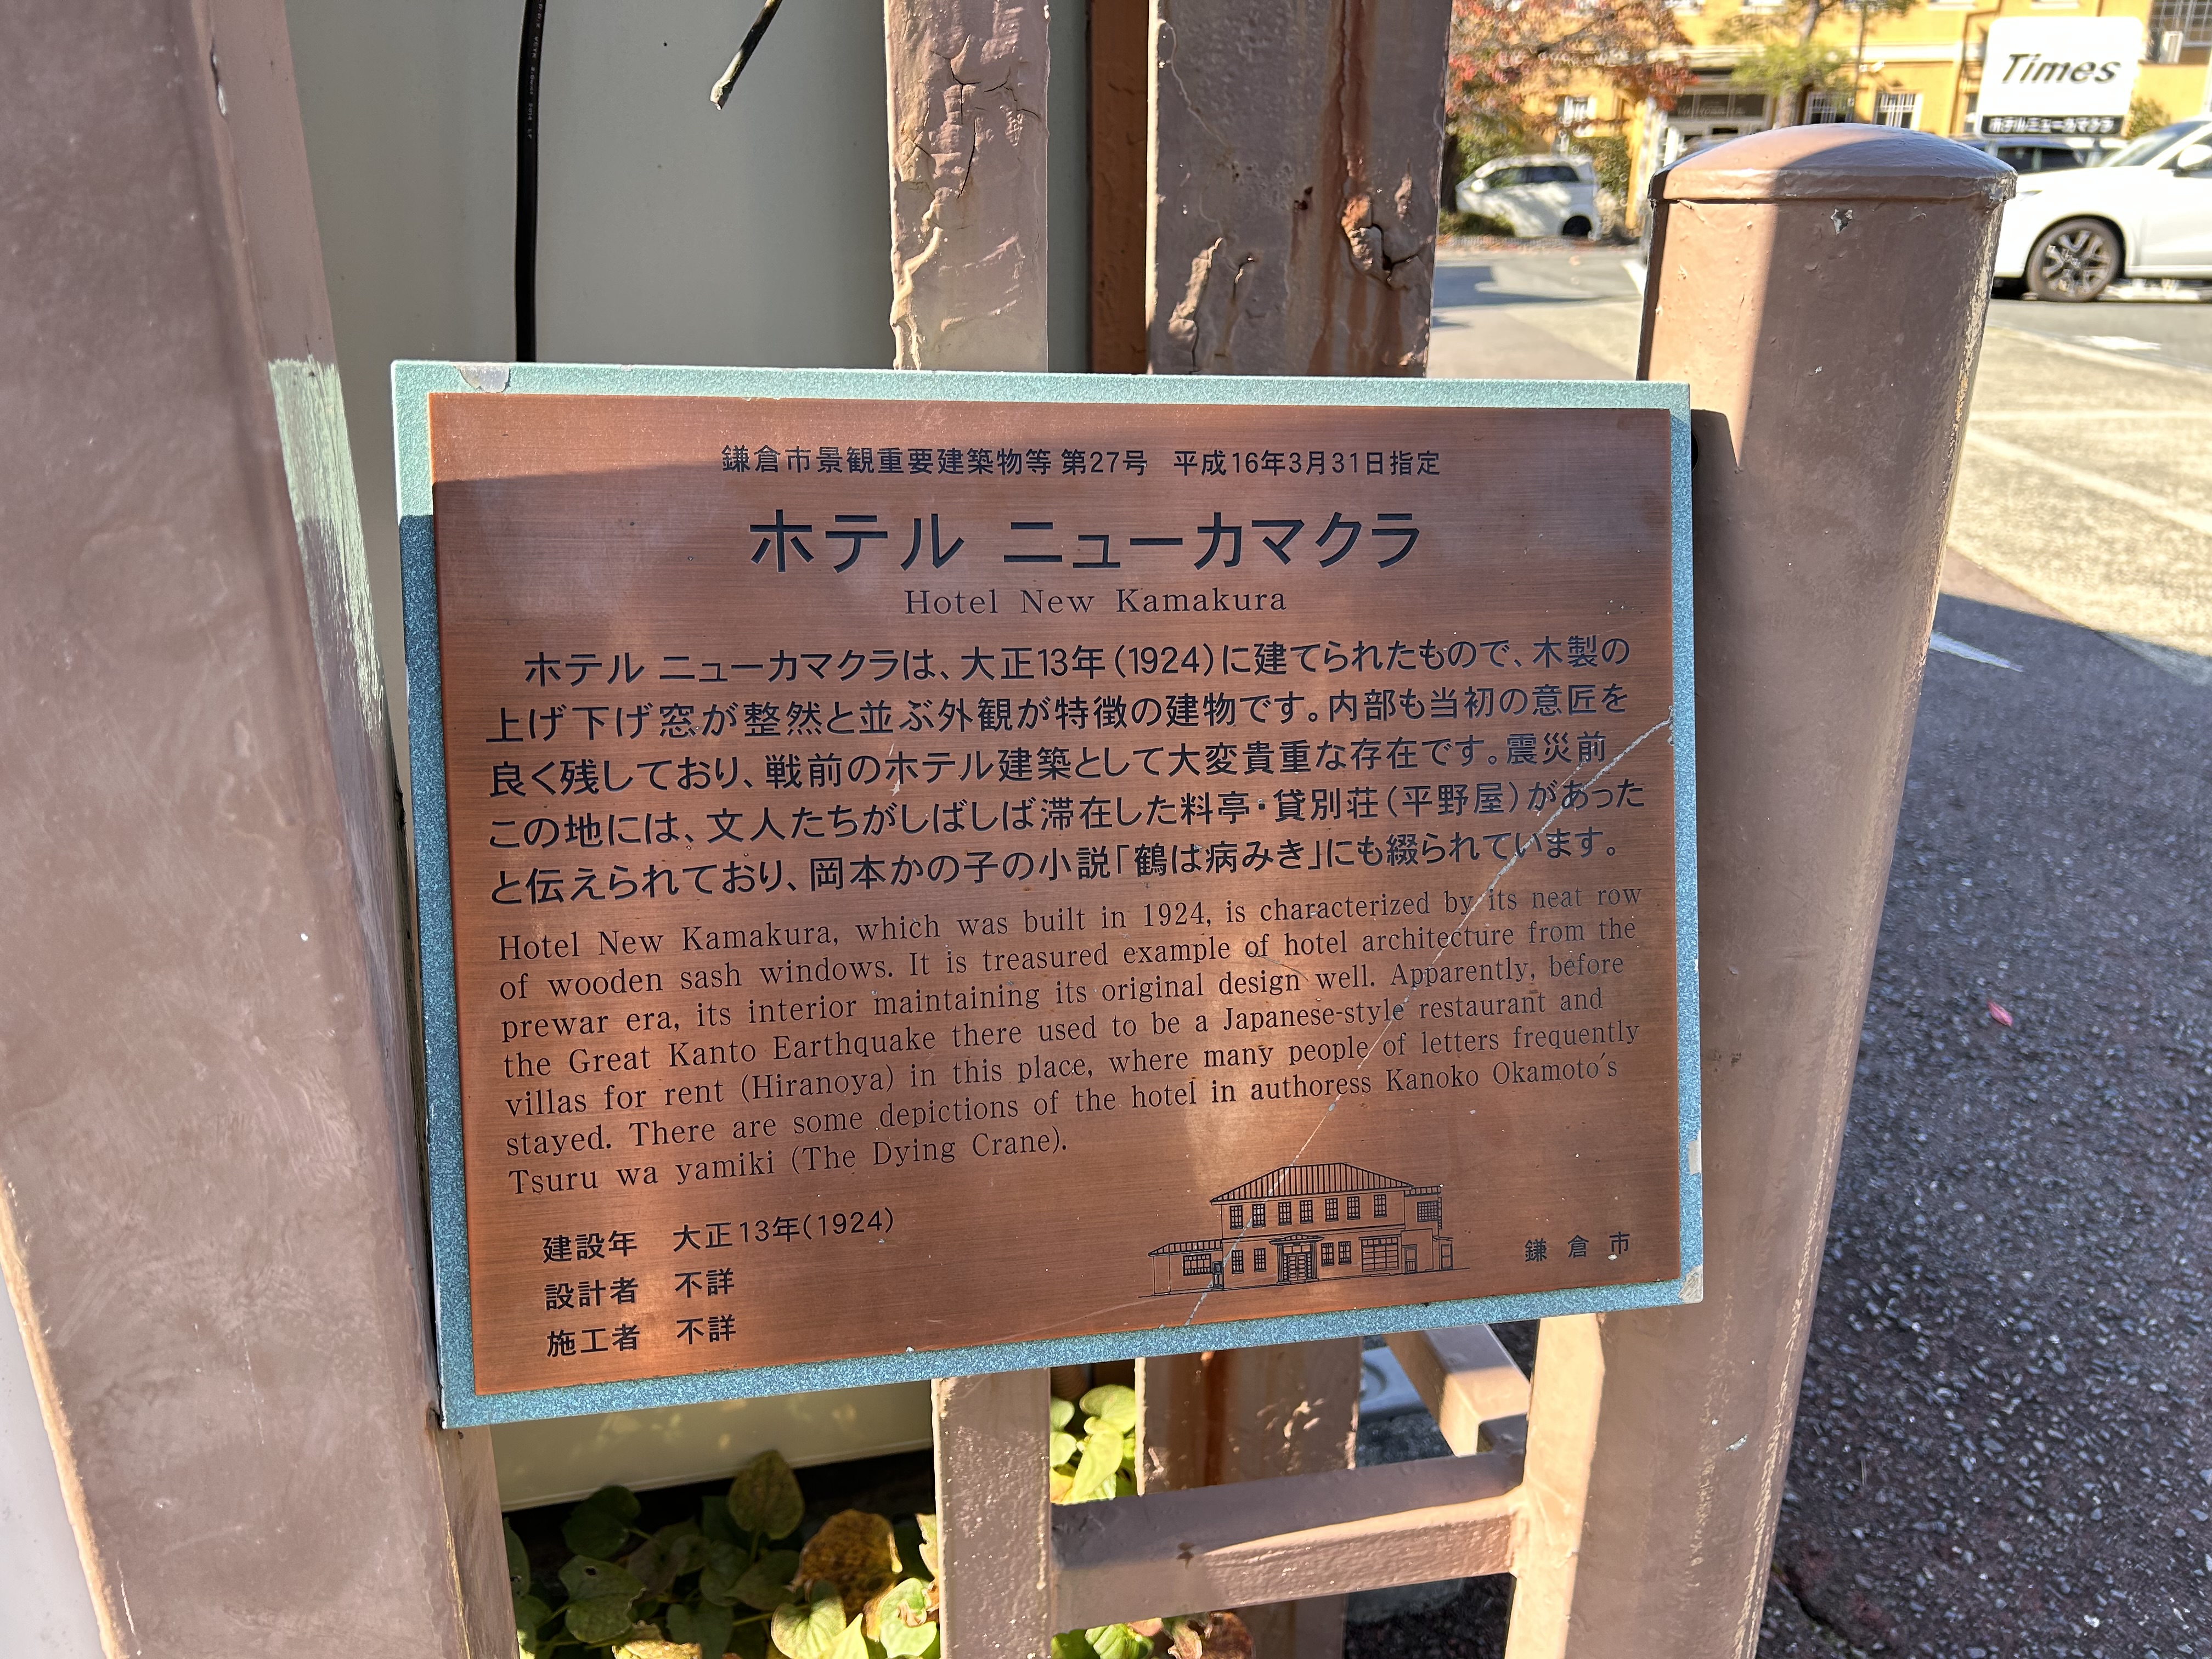 Times
ホテルニューカマクラ
鎌倉市景観重要建築物等 第27号 平成16年3月31日指定
ホテル ニューカマクラ
Hotel New Kamakura
ホテル ニューカマクラは、大正13年(1924)に建てられたもので、木製の
上げ下げ窓が整然と並ぶ外観が特徴の建物です。内部も当初の意匠を
良く残しており、戦前のホテル建築として大変貴重な存在です。震災前
この地には、文人たちがしばしば滞在した料亭・貸別荘(平野屋)があった
と伝えられており、岡本かの子の小説「鶴は病みき」にも綴られています。
Hotel New Kamakura, which was built in 1924, is characterized by its neat row
of wooden sash windows. It is treasured example of hotel architecture from the
prewar era, its interior maintaining its original design well. Apparently, before
the Great Kanto Earthquake there used to be a Japanese-style restaurant and
villas for rent (Hiranoya) in this place, where many people of letters frequently
stayed. There are some depictions of the hotel in authoress Kanoko Okamoto's
Tsuru wa yamiki (The Dying Crane).
建設年 大正13年(1924)
設計者 不詳
施工者 不詳
鎌倉市